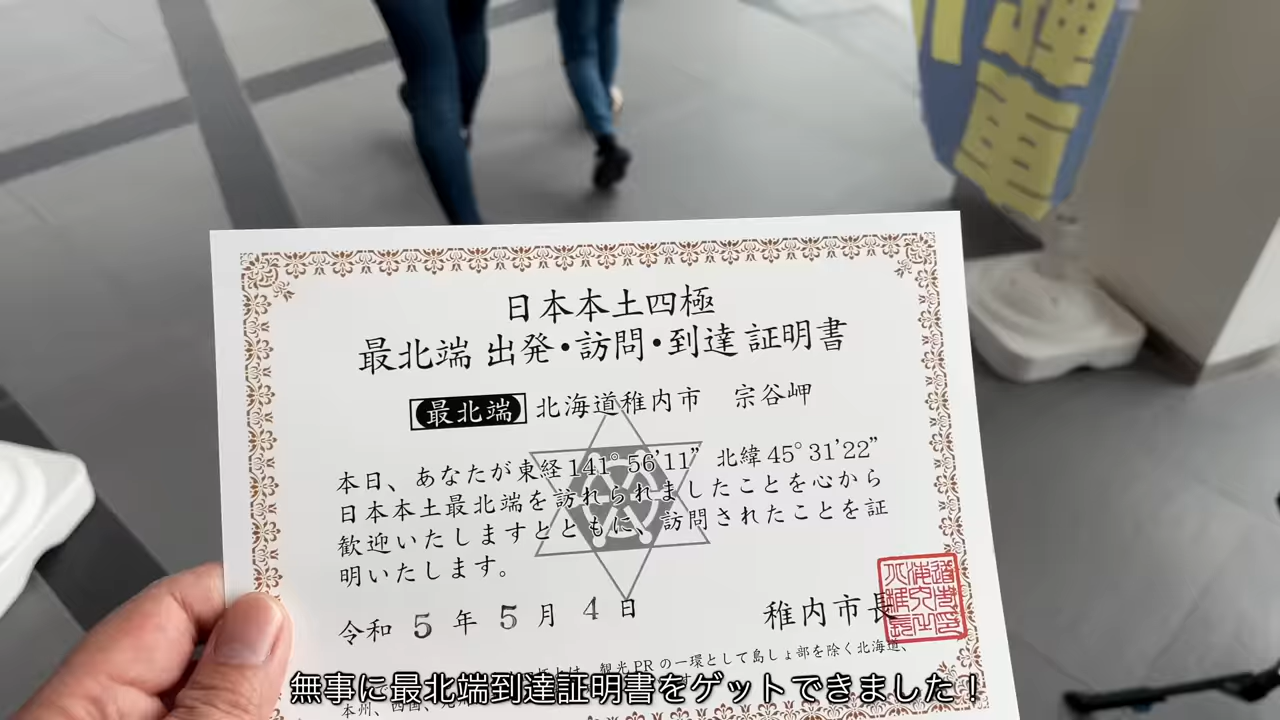 車
日本本土四極
最北端 出発・訪問・到達 証明書
最北端 北海道稚内市 宗谷岬
本日、あなたが東経141°56’11” 北緯45°31’22”
日本本土最北端を訪れられましたことを心から
歓迎いたしますとともに、訪問されたことを証
明いたします。
令和 5 年 5 月 4 日
稚内市長
観光PRの一環として島しょ部を除く北海道、
本州、四国、九州
無事に最北端到達証明書をゲットできました！